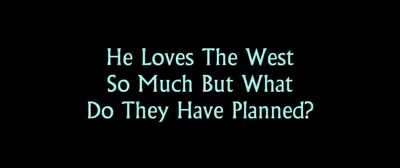 He Loves The West
So Much But What
Do They Have Planned?